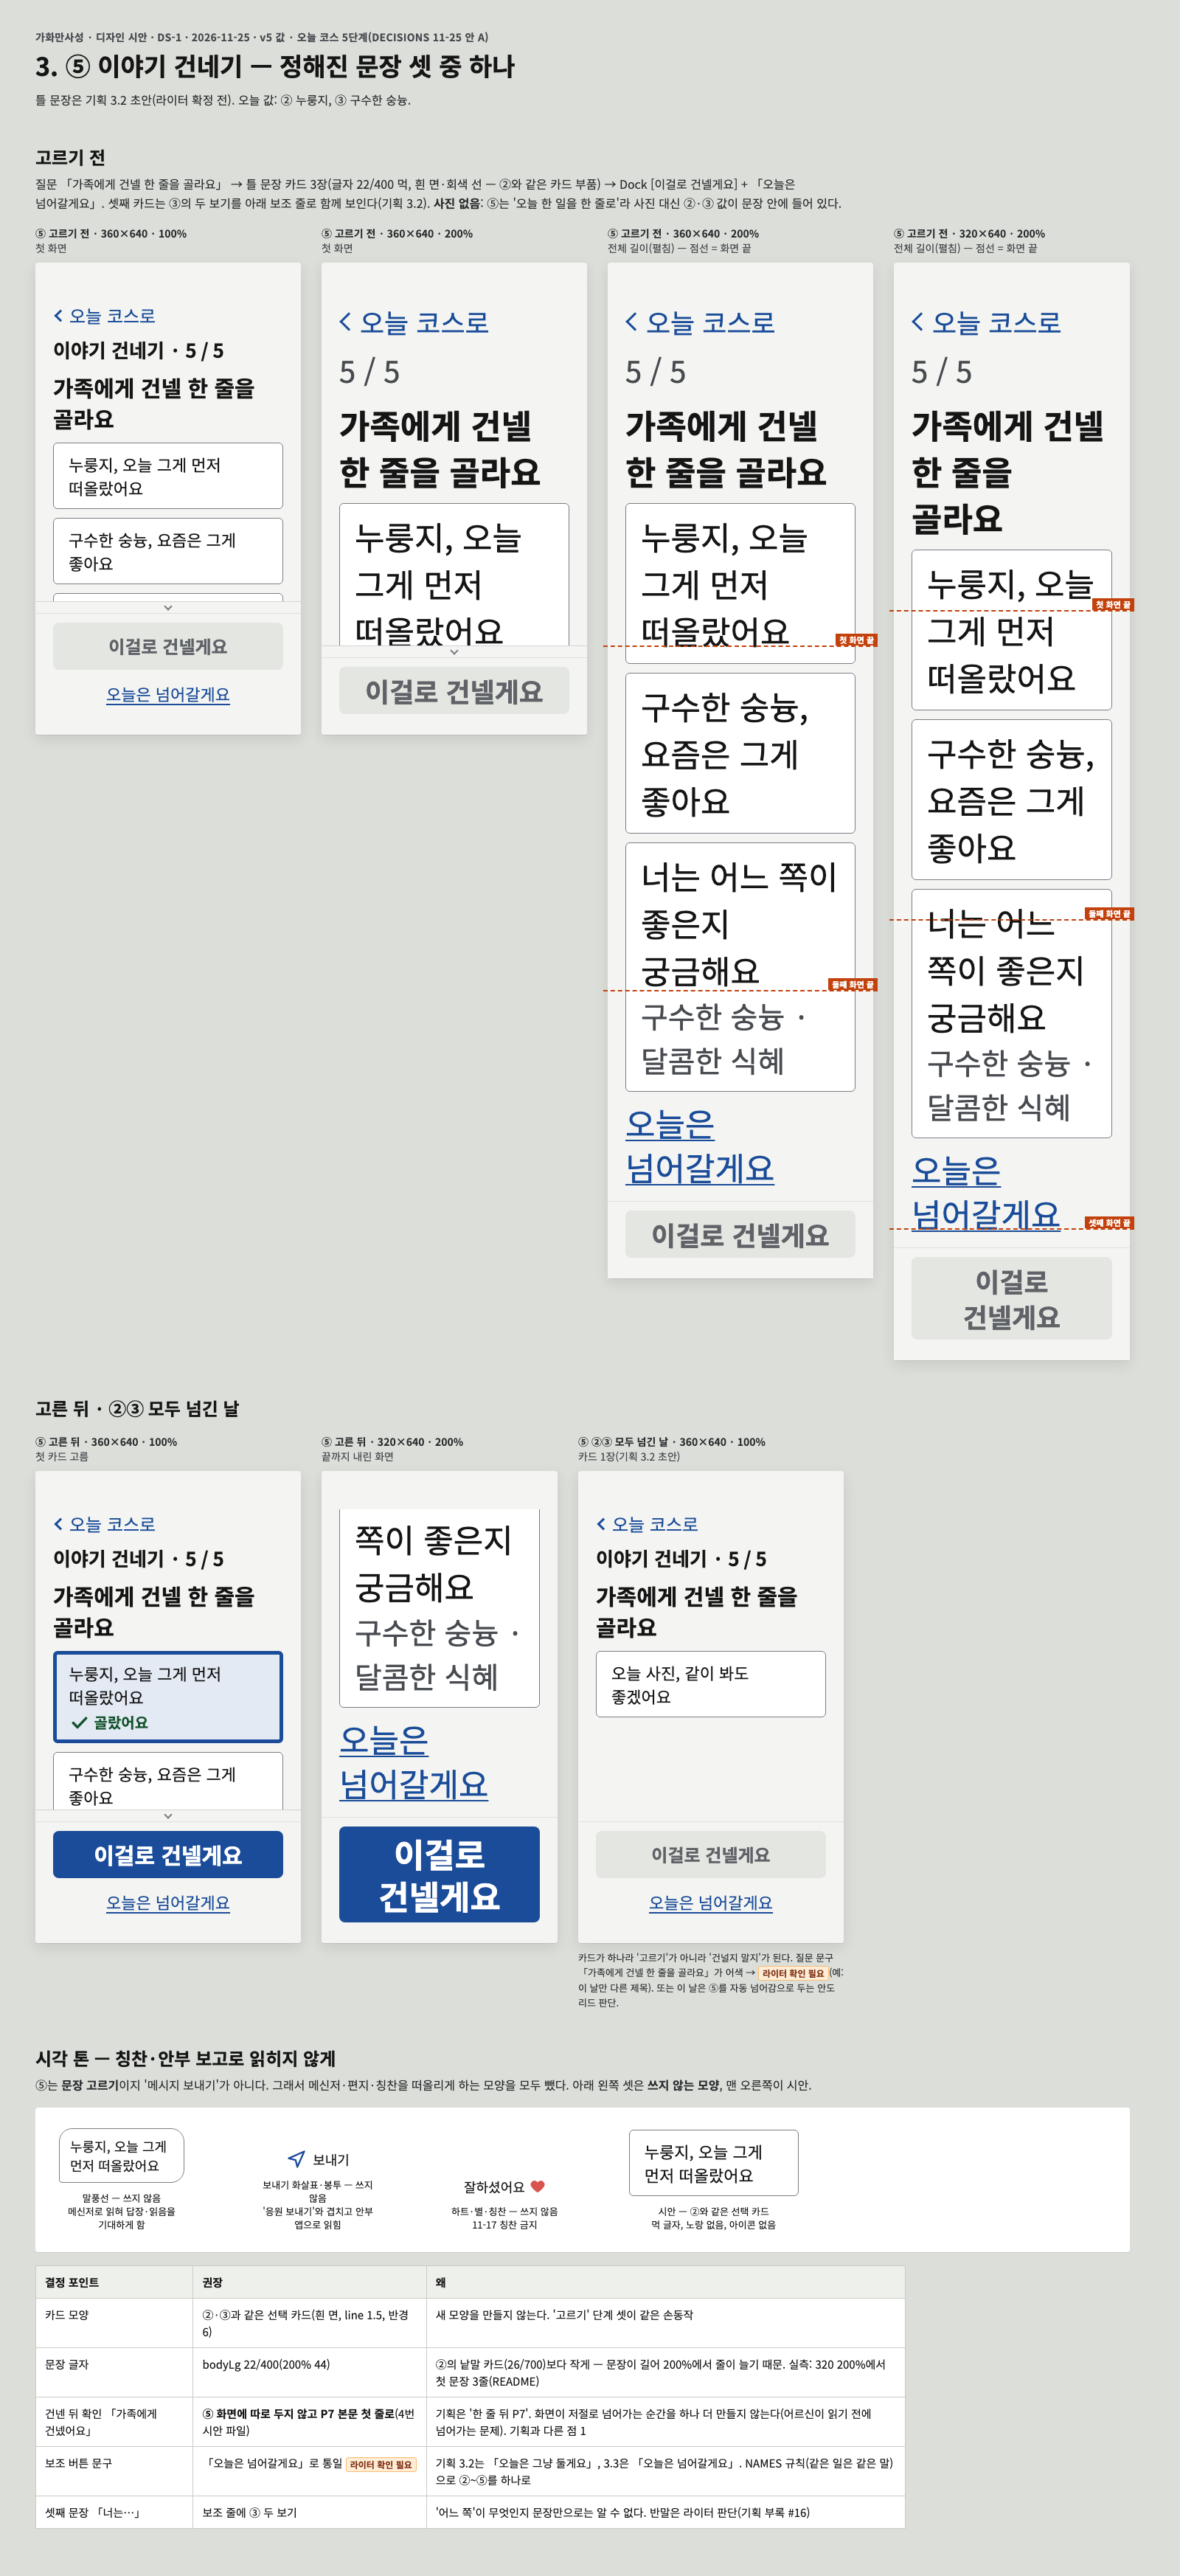 가화만사성 · 디자인 시안 · DS-1 · 2026-11-25 · v5 값 · 오늘 코스 5단계(DECISIONS 11-25 안 A)
3. ⑤ 이야기 건네기 — 정해진 문장 셋 중 하나
틀 문장은 기획 3.2 초안(라이터 확정 전). 오늘 값: ② 누룽지, ③ 구수한 숭늉.
고르기 전
질문 「가족에게 건넬 한 줄을 골라요」 → 틀 문장 카드 3장(글자 22/400 먹, 흰 면·회색 선 — ②와 같은 카드 부품) → Dock [이걸로 건넬게요] + 「오늘은
넘어갈게요」. 셋째 카드는 ③의 두 보기를 아래 보조 줄로 함께 보인다(기획 3.2). 사진 없음: ⑤는 '오늘 한 일을 한 줄로'라 사진 대신 ②·③ 값이 문장 안에 들어 있다.
⑤ 고르기 전 · 360×640 · 100%
첫 화면
‹ 오늘 코스로
이야기 건네기 · 5 / 5
가족에게 건넬 한 줄을
골라요
누룽지, 오늘 그게 먼저
떠올랐어요
구수한 숭늉, 요즘은 그게
좋아요
이걸로 건넬게요
오늘은 넘어갈게요
⑤ 고르기 전 · 360×640 · 200%
첫 화면
‹ 오늘 코스로
5 / 5
가족에게 건넬
한 줄을 골라요
누룽지, 오늘
그게 먼저
떠올랐어요
이걸로 건넬게요
⑤ 고르기 전 · 360×640 · 200%
전체 길이(펼침) — 점선 = 화면 끝
‹ 오늘 코스로
5 / 5
가족에게 건넬
한 줄을 골라요
누룽지, 오늘
그게 먼저
떠올랐어요
첫 화면 끝
구수한 숭늉,
요즘은 그게
좋아요
너는 어느 쪽이
좋은지
궁금해요
둘째 화면 끝
구수한 숭늉 ·
달콤한 식혜
오늘은
넘어갈게요
이걸로 건넬게요
⑤ 고르기 전 · 320×640 · 200%
전체 길이(펼침) — 점선 = 화면 끝
‹ 오늘 코스로
5 / 5
가족에게 건넬
한 줄을
골라요
누룽지, 오늘
첫 화면 끝
그게 먼저
떠올랐어요
구수한 숭늉,
요즘은 그게
좋아요
둘째 화면 끝
너는 어느
쪽이 좋은지
궁금해요
구수한 숭늉 ·
달콤한 식혜
오늘은
넘어갈게요
셋째 화면 끝
이걸로
건넬게요
고른 뒤 · ②③ 모두 넘긴 날
⑤ 고른 뒤 · 360×640 · 100%
첫 카드 고름
‹ 오늘 코스로
이야기 건네기 · 5 / 5
가족에게 건넬 한 줄을
골라요
누룽지, 오늘 그게 먼저
떠올랐어요
✓ 골랐어요
구수한 숭늉, 요즘은 그게
좋아요
이걸로 건넬게요
오늘은 넘어갈게요
⑤ 고른 뒤 · 320×640 · 200%
끝까지 내린 화면
쪽이 좋은지
궁금해요
구수한 숭늉 ·
달콤한 식혜
오늘은
넘어갈게요
이걸로
건넬게요
⑤ ②③ 모두 넘긴 날 · 360×640 · 100%
카드 1장(기획 3.2 초안)
‹ 오늘 코스로
이야기 건네기 · 5 / 5
가족에게 건넬 한 줄을
골라요
오늘 사진, 같이 봐도
좋겠어요
이걸로 건넬게요
오늘은 넘어갈게요
카드가 하나라 '고르기'가 아니라 '건널지 말지'가 된다. 질문 문구
「가족에게 건넬 한 줄을 골라요」가 어색 → 라이터 확인 필요 (예:
이 날만 다른 제목). 또는 이 날은 ⑤를 자동 넘어감으로 두는 안도
리드 판단.
시각 톤 — 칭찬·안부 보고로 읽히지 않게
⑤는 문장 고르기이지 '메시지 보내기'가 아니다. 그래서 메신저·편지·칭찬을 떠올리게 하는 모양을 모두 뺐다. 아래 왼쪽 셋은 쓰지 않는 모양, 맨 오른쪽이 시안.
누룽지, 오늘 그게
먼저 떠올랐어요
말풍선 — 쓰지 않음
메신저로 읽혀 답장·읽음을
기대하게 함
보내기
보내기 화살표·봉투 — 쓰지
않음
'응원 보내기'와 겹치고 안부
앱으로 읽힘
잘하셨어요
하트·별·칭찬 — 쓰지 않음
11-17 칭찬 금지
누룽지, 오늘 그게
먼저 떠올랐어요
시안 — ②와 같은 선택 카드
먹 글자, 노랑 없음, 아이콘 없음
결정 포인트 권장 왜
카드 모양 ②·③과 같은 선택 카드(흰 면, line 1.5, 반경 6) 새 모양을 만들지 않는다. '고르기' 단계 셋이 같은 손동작
문장 글자 bodyLg 22/400(200% 44) ②의 낱말 카드(26/700)보다 작게 — 문장이 길어 200%에서 줄이 늘기 때문. 실측: 320 200%에서
첫 문장 3줄(README)
건넨 뒤 확인 「가족에게
건넸어요」 ⑤ 화면에 따로 두지 않고 P7 본문 첫 줄로(4번
시안 파일) 기획은 '한 줄 뒤 P7'. 화면이 저절로 넘어가는 순간을 하나 더 만들지 않는다(어르신이 읽기 전에
넘어가는 문제). 기획과 다른 점 1
보조 버튼 문구 「오늘은 넘어갈게요」로 통일 라이터 확인 필요 기획 3.2는 「오늘은 그냥 둘게요」, 3.3은 「오늘은 넘어갈게요」. NAMES 규칙(같은 일은 같은 말)
으로 ②~⑤를 하나로
셋째 문장 「너는…」 보조 줄에 ③ 두 보기 '어느 쪽'이 무엇인지 문장만으로는 알 수 없다. 반말은 라이터 판단(기획 부록 #16)